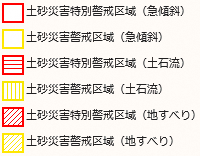 土砂災害特別警戒区域（急傾斜）
土砂災害警戒区域（急傾斜）
土砂災害特別警戒区域（土石流）
土砂災害警戒区域（土石流）
土砂災害特別警戒区域（地すべり）
土砂災害警戒区域（地すべり）